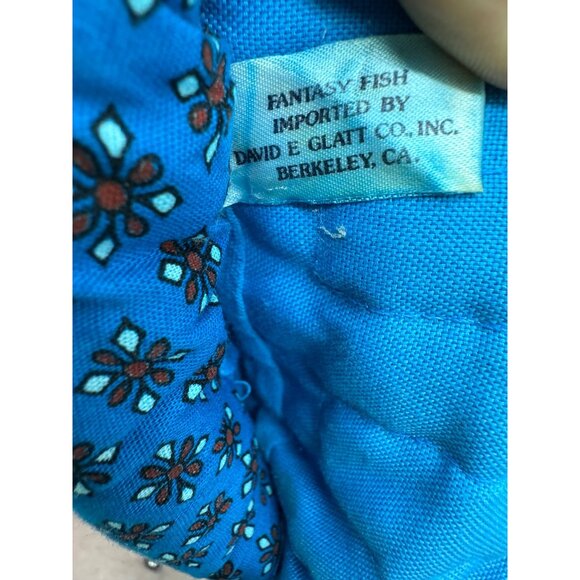 FANTASY FISH
IMPORTED BY
DAVID E GLATT CO., INC.
BERKELEY, CA.